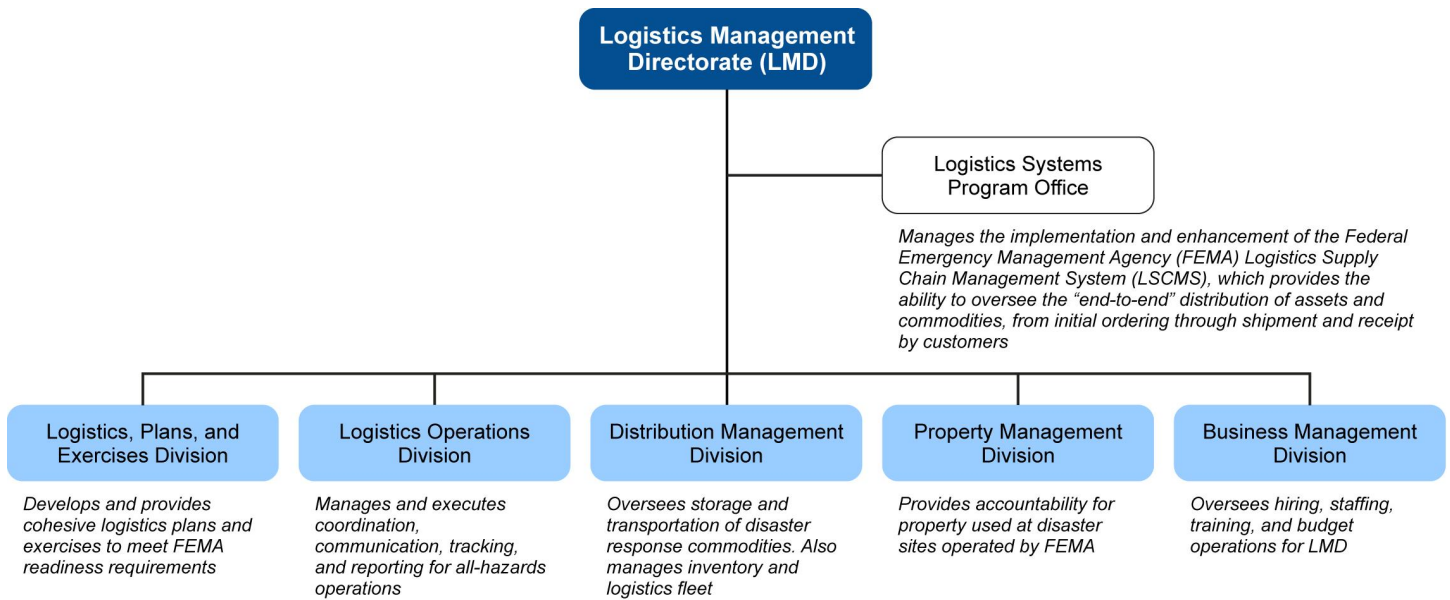 Logistics Management
Directorate (LMD)
Logistics Systems
Program Office
Manages the implementation and enhancement of the Federal
Emergency Management Agency (FEMA) Logistics Supply
Chain Management System (LSCMS), which provides the
ability to oversee the “end-to-end” distribution of assets and
commodities, from initial ordering through shipment and receipt
by customers
Logistics, Plans, and
Exercises Division
Develops and provides
cohesive logistics plans and
exercises to meet FEMA
readiness requirements
Logistics Operations
Division
Manages and executes
coordination,
communication, tracking,
and reporting for all-hazards
operations
Distribution Management
Division
Oversees storage and
transportation of disaster
response commodities. Also
manages inventory and
logistics fleet
Property Management
Division
Provides accountability for
property used at disaster
sites operated by FEMA
Business Management
Division
Oversees hiring, staffing,
training, and budget
operations for LMD